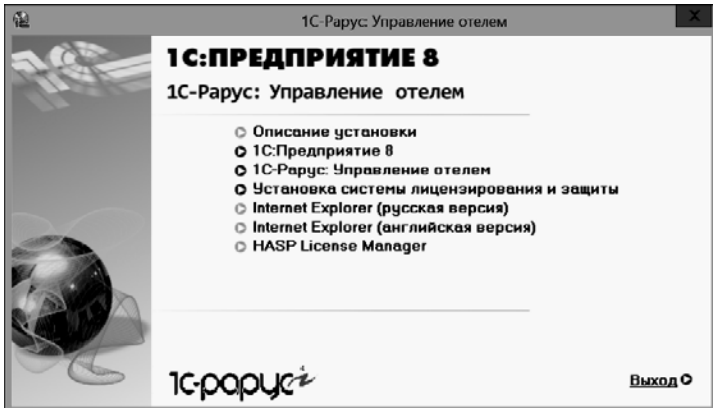 1С-Рарус: Управление отелем
X
1С:ПРЕДПРИЯТИЕ 8
1С-Рарус: Управление отелем
Описание установки
1С:Предприятие 8
1С-Рарус: Управление отелем
Установка системы лицензирования и защиты
Internet Explorer (русская версия)
Internet Explorer (английская версия)
HASP License Manager
1С-рарус
Выход